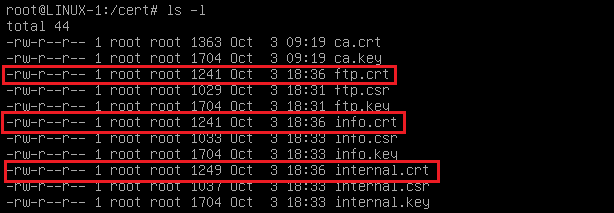 root@LINUX-1:/cert# ls -l
total 44
-rw-r--r-- 1 root root 1363 Oct  3 09:19 ca.crt
-rw-r--r-- 1 root root 1704 Oct  3 09:19 ca.key
-rw-r--r-- 1 root root 1241 Oct  3 18:36 ftp.crt
-rw-r--r-- 1 root root 1029 Oct  3 18:31 ftp.csr
-rw-r--r-- 1 root root 1704 Oct  3 18:31 ftp.key
-rw-r--r-- 1 root root 1241 Oct  3 18:36 info.crt
-rw-r--r-- 1 root root 1033 Oct  3 18:33 info.csr
-rw-r--r-- 1 root root 1704 Oct  3 18:33 info.key
-rw-r--r-- 1 root root 1249 Oct  3 18:36 internal.crt
-rw-r--r-- 1 root root 1037 Oct  3 18:33 internal.csr
-rw-r--r-- 1 root root 1704 Oct  3 18:33 internal.key